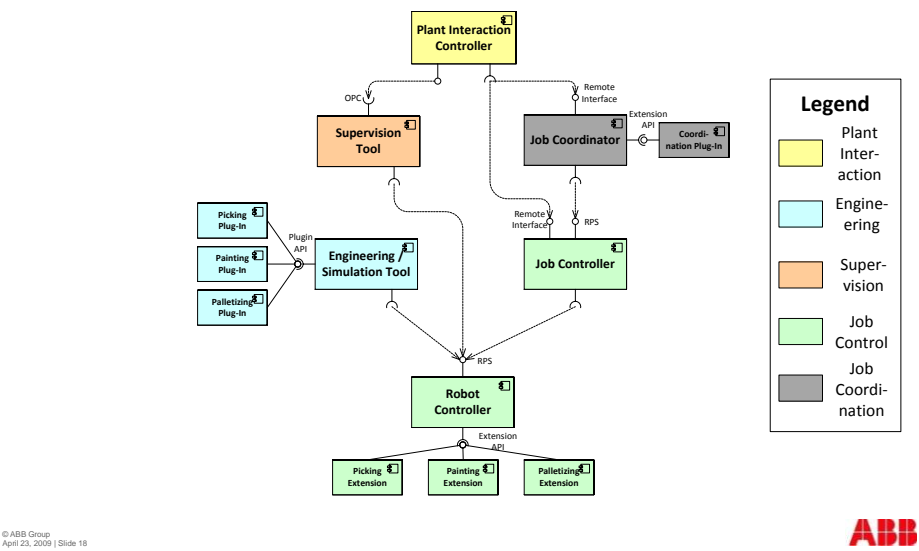 Plant Interaction
Controller
OPC
Remote
Interface
Supervision
Tool
Job Coordinator
Extension
API
Coordi-
nation Plug-In
Picking
Plug-In
Painting
Plug-In
Palletizing
Plug-In
Plugin
API
Engineering /
Simulation Tool
Remote
Interface
RPS
Job Controller
RPS
Robot
Controller
Extension
API
Picking
Extension
Painting
Extension
Palletizing
Extension
Legend
Plant
Inter-
action
Engine-
ering
Super-
vision
Job
Control
Job
Coordi-
nation
© ABB Group
April 23, 2009 | Slide 18
ABB